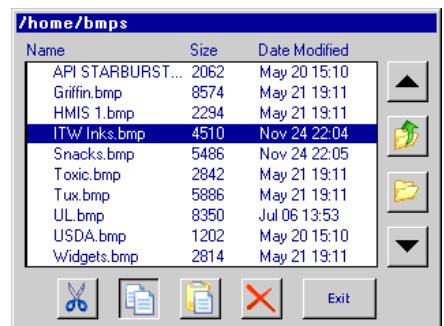 /home/bmps
Name Size Date Modified
API STARBURST... 2062 May 20 15:10
Griffin.bmp 8574 May 21 19:11
HMIS 1.bmp 2294 May 21 19:11
ITW Inks.bmp 4510 Nov 24 22:04
Snacks.bmp 5486 Nov 24 22:05
Toxic.bmp 2842 May 21 19:11
Tux.bmp 5886 May 21 19:11
UL.bmp 8350 Jul 06 13:53
USDA.bmp 1202 May 20 15:10
Widgets.bmp 2814 May 21 19:11
Exit